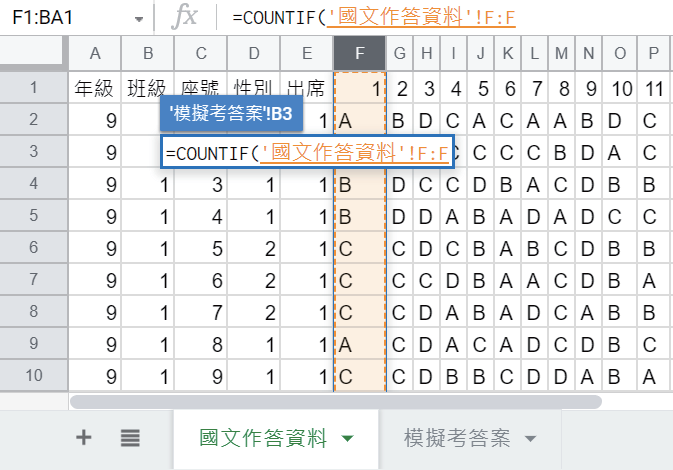 F1:BA1 fx =COUNTIF('國文作答資料'!F:F
A B C D E F G H I J K L M N O P
1 年級 班級 座號 性別 出席 1 2 3 4 5 6 7 8 9 10 11
2 9 1 A B D C A C A A B D C
'模擬考答案'!B3
3 9 C C C C B D A C
=COUNTIF('國文作答資料'!F:F
4 9 1 3 1 1 B D C C D B A C D B B
5 9 1 4 1 1 B D D A B A D A D C C
6 9 1 5 2 1 C C D C B A B C D B B
7 9 1 6 2 1 C C C D B A A C D B A
8 9 1 7 2 1 C C D A B A D C A B B
9 9 1 8 1 1 A C D A C A D C D B C
10 9 1 9 1 1 C C D B B C D D A B A
國文作答資料 模擬考答案